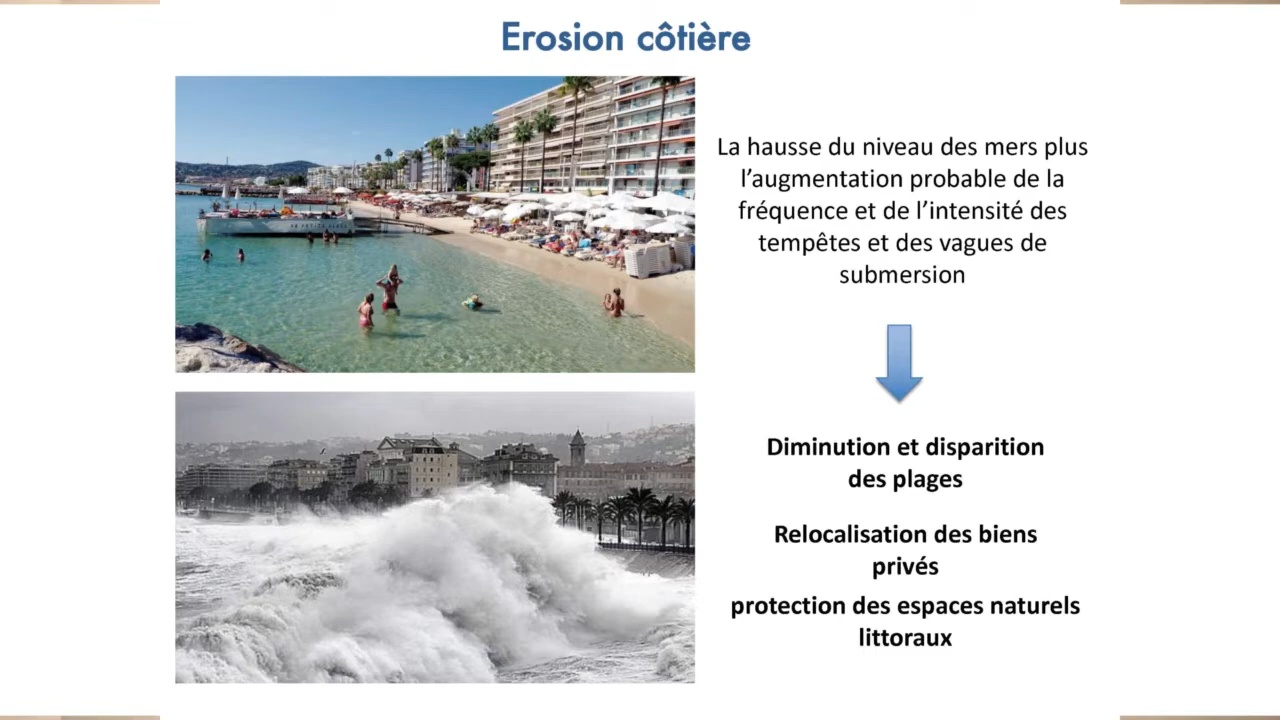 Erosion côtière
La hausse du niveau des mers plus
l’augmentation probable de la
fréquence et de l’intensité des
tempêtes et des vagues de
submersion
Diminution et disparition
des plages
Relocalisation des biens
privés
protection des espaces naturels
littoraux